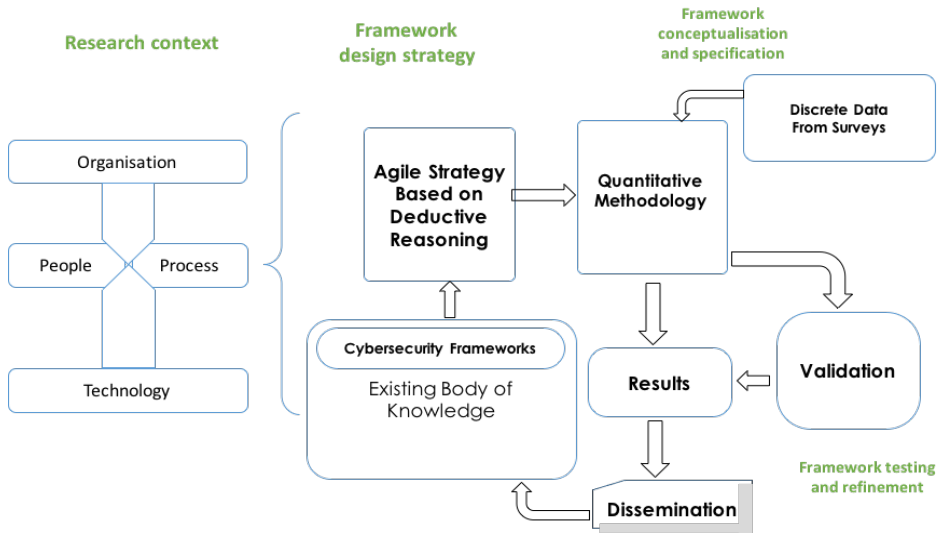 Research context
Framework
design strategy
Framework
conceptualisation
and specification
Organisation
People
Process
Technology
Agile Strategy
Based on
Deductive
Reasoning
Quantitative
Methodology
Discrete Data
From Surveys
Cybersecurity Frameworks
Existing Body of
Knowledge
Results
Validation
Dissemination
Framework testing
and refinement